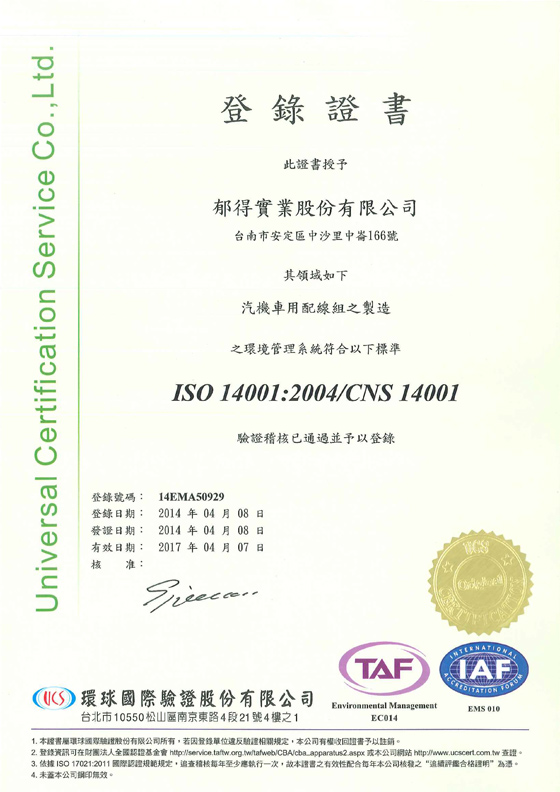 Universal Certification Service Co.,Ltd.
登錄證書
此證書授予
郁得實業股份有限公司
台南市安定區中沙里中崙166號
其領域如下
汽機車用配線組之製造
之環境管理系統符合以下標準
ISO 14001:2004/CNS 14001
驗證稽核已通過並予以登錄
登錄號碼： 14EMA50929
登錄日期： 2014 年 04 月 08 日
發證日期： 2014 年 04 月 08 日
有效日期： 2017 年 04 月 07 日
核 准：
UCS
TAF
Environmental Management
EC014
INTERNATIONAL
IAF
ACCREDITATION FORUM
EMS 010
UCS 環球國際驗證股份有限公司
台北市10550松山區南京東路4段21號4樓之1
1. 本證書屬環球國際驗證股份有限公司所有，若因登錄單位違反驗證相關規定，本公司有權收回證書予以註銷。
2. 登錄資訊可在財團法人全國認證基金會 http://service.taftw.org.tw/tafweb/CBA/cba_apparatus2.aspx 或本公司網站 http://www.ucscert.com.tw 查證。
3. 依據 ISO 17021:2011 國際認證規範規定，追查稽核每年至少應執行一次，故本證書之有效性配合每年本公司核發之“追續評鑑合格證明”為憑。
4. 未蓋本公司鋼印無效。